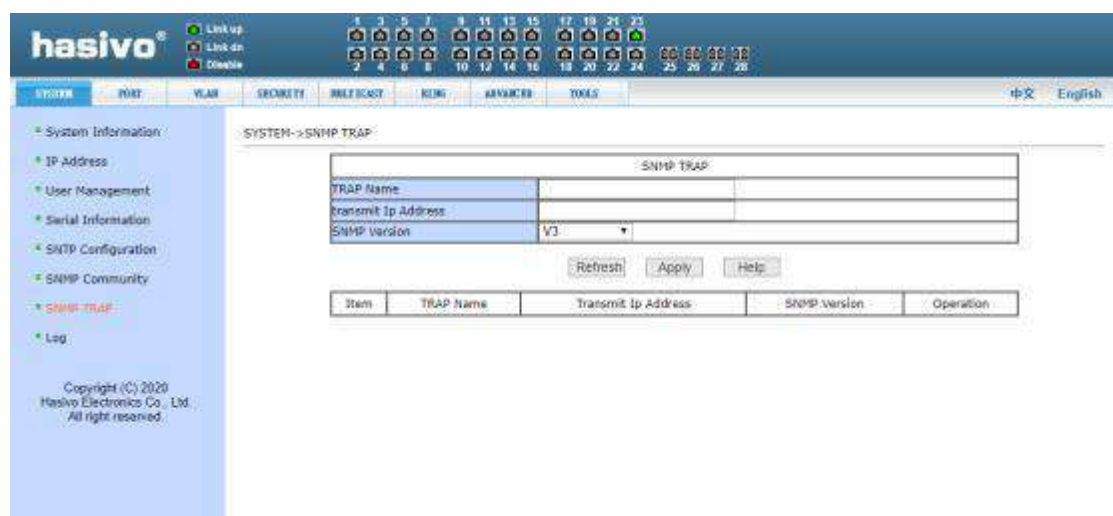 hasivo®
Link up
Link dn
Disable
1 3 5 7 9 11 13 15 17 19 21 23
2 4 6 8 10 12 14 16 18 20 22 24 25 26 27 28
SYSTEM PORT VLAN SECURITY MULTICAST RING ADVANCED TOOLS 中文 English
System Information
IP Address
User Management
Serial Information
SNTP Configuration
SNMP Community
SNMP TRAP
Log
Copyright (C) 2020
Hasivo Electronics Co., Ltd.
All right reserved.
SYSTEM->SNMP TRAP
SNMP TRAP
TRAP Name
transmit Ip Address
SNMP Version V3
Refresh Apply Help
Item TRAP Name Transmit Ip Address SNMP Version Operation